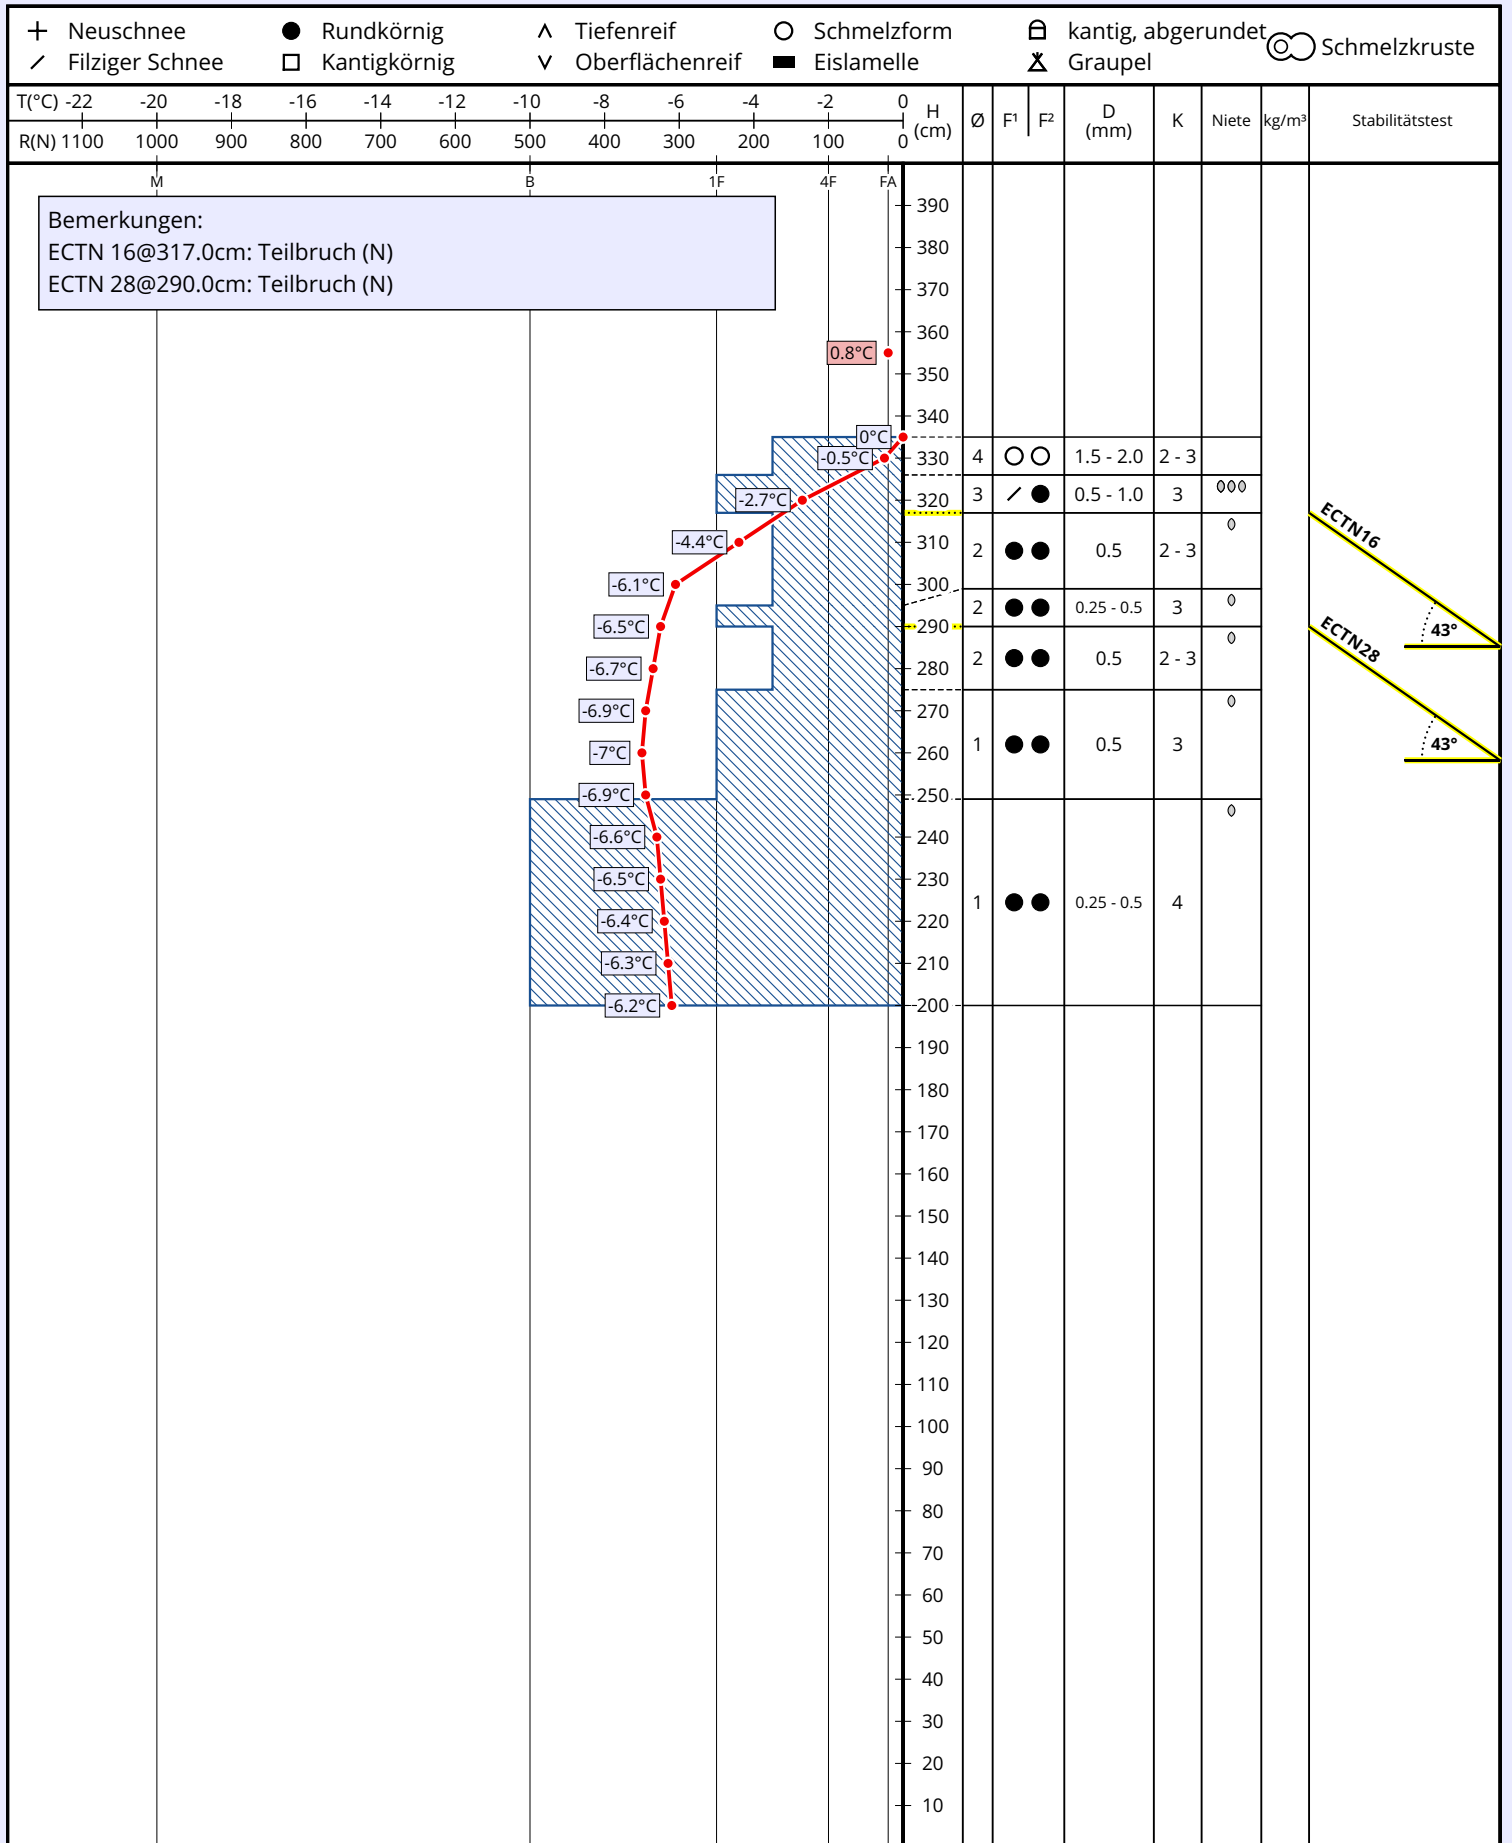 Neuschnee Rundkörnig Tiefenreif Schmelzform kantig, abgerundet Schmelzkruste
Filziger Schnee Kantigkörnig Oberflächenreif Eislamelle Graupel
T(°C) -22 -20 -18 -16 -14 -12 -10 -8 -6 -4 -2 0
R(N) 1100 1000 900 800 700 600 500 400 300 200 100 0
H (cm) Ø F¹ F² D (mm) K Niete kg/m³ Stabilitätstest
M B 1F 4F FA
Bemerkungen:
ECTN 16@317.0cm: Teilbruch (N)
ECTN 28@290.0cm: Teilbruch (N)
390
380
370
360
0.8°C
350
340
0°C
-0.5°C 330 4 1.5 - 2.0 2 - 3
-2.7°C 320 3 0.5 - 1.0 3
ECTN16
-4.4°C 310
2 0.5 2 - 3
-6.1°C 300
2 0.25 - 0.5 3
-6.5°C 290 43°
ECTN28
2 0.5 2 - 3
-6.7°C 280
-6.9°C 270
1 0.5 3 43°
-7°C 260
-6.9°C 250
-6.6°C 240
-6.5°C 230
1 0.25 - 0.5 4
-6.4°C 220
-6.3°C 210
-6.2°C 200
190
180
170
160
150
140
130
120
110
100
90
80
70
60
50
40
30
20
10